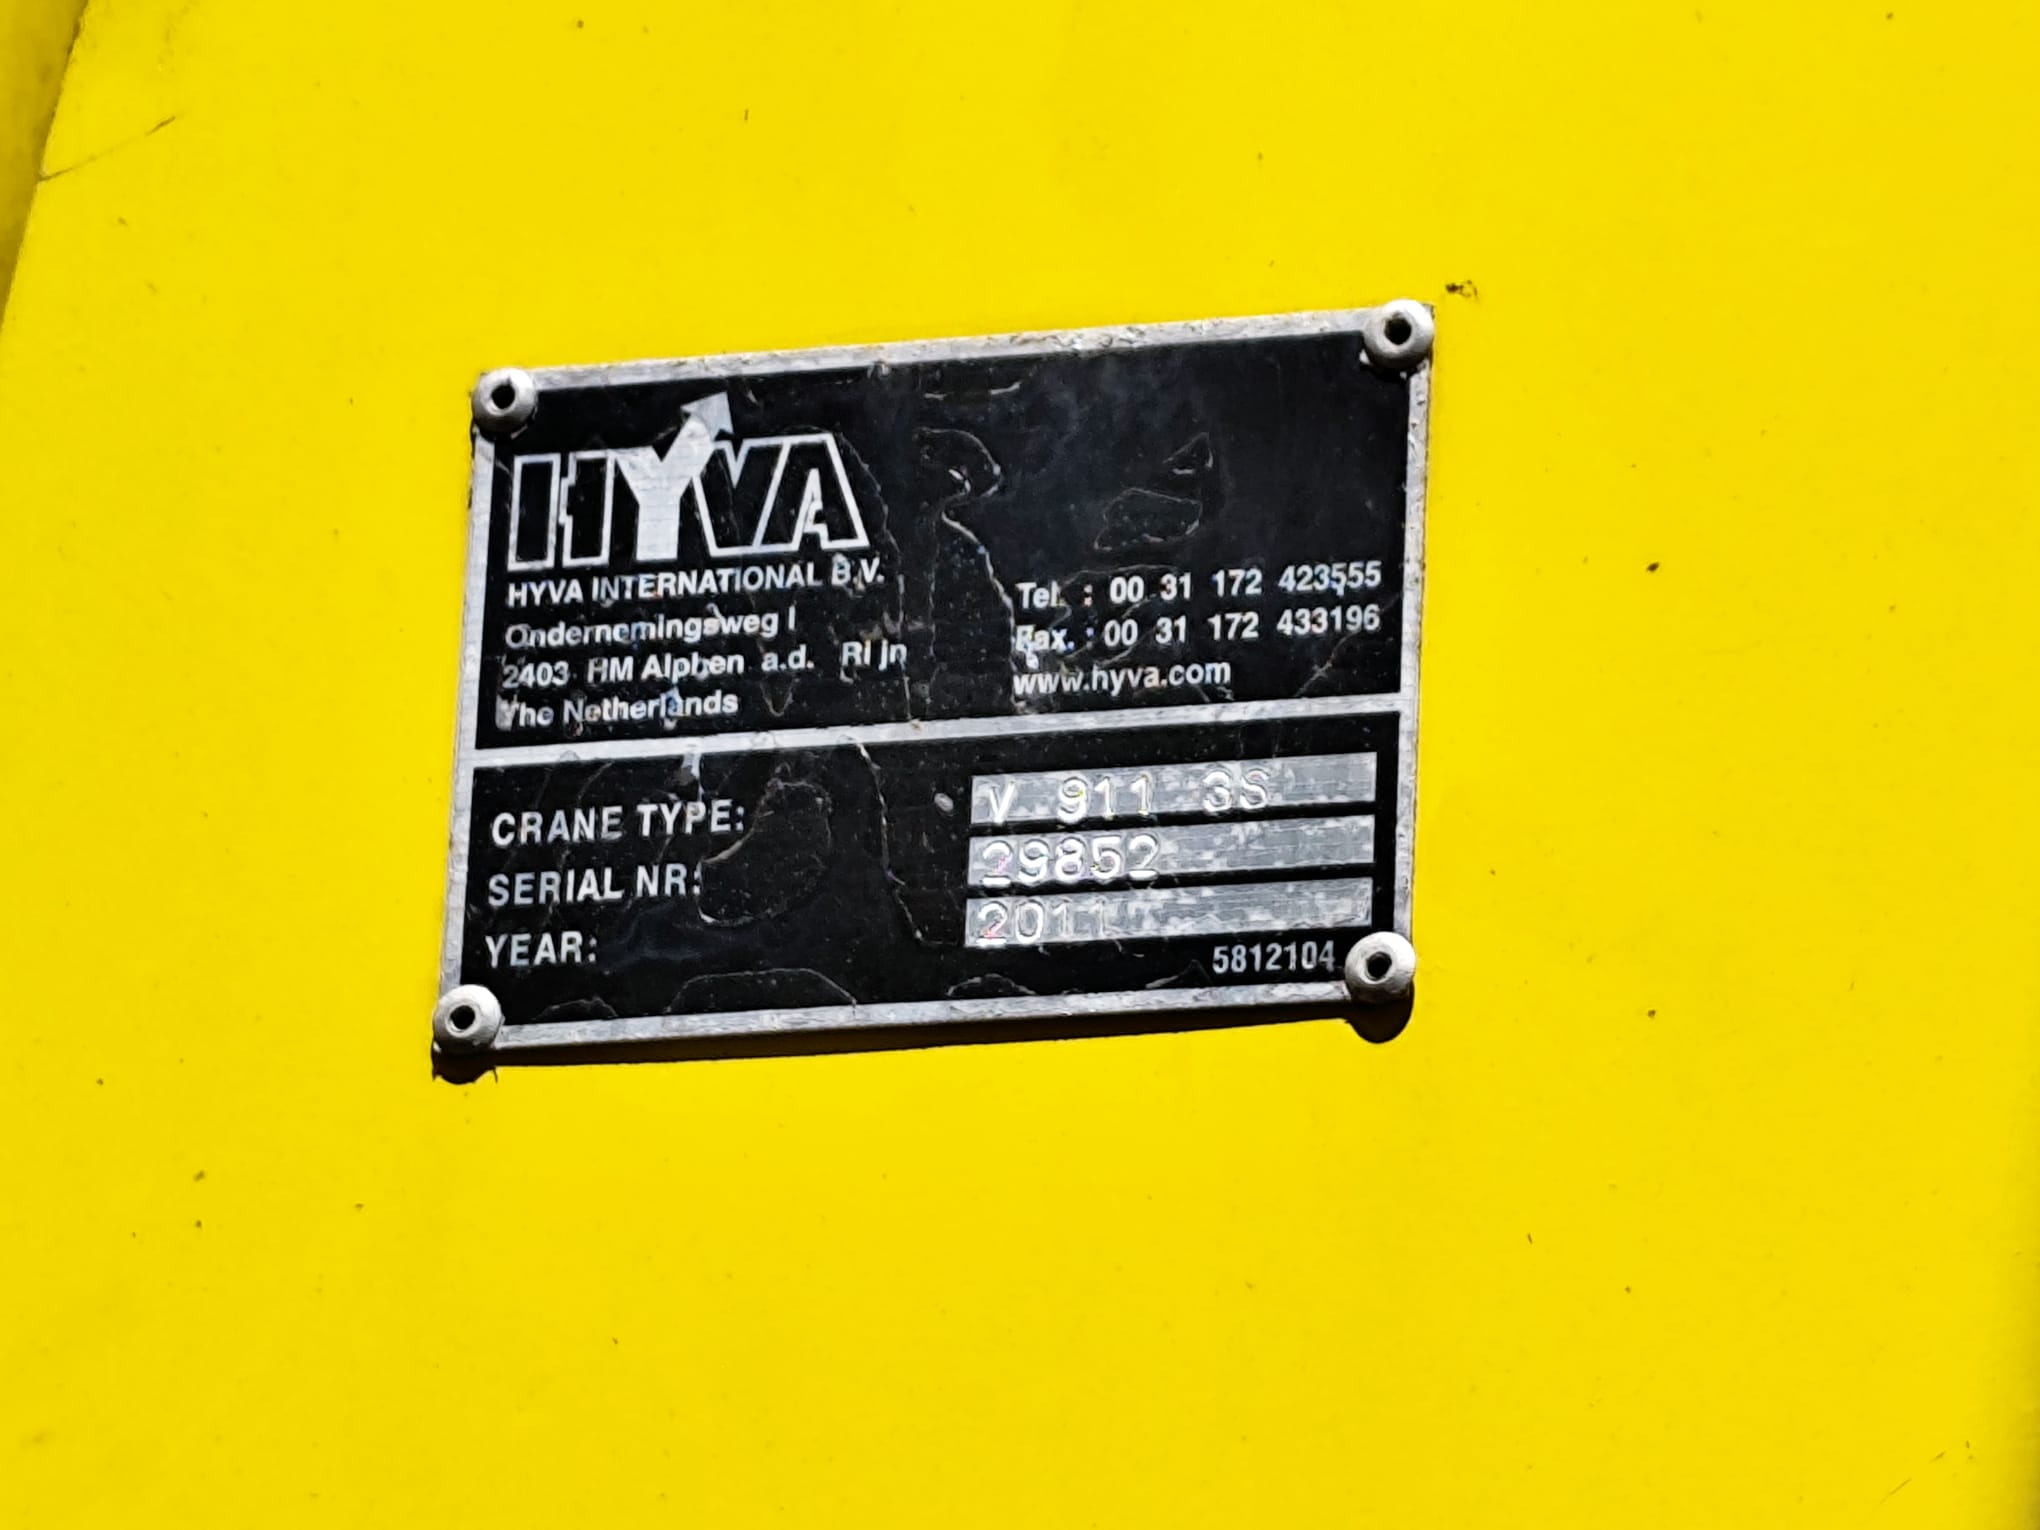 HYVA
HYVA INTERNATIONAL B.V.
Ondernemingsweg 1
2403 HM Alphen a.d. Rijn
The Netherlands
Tel. : 00 31 172 423555
Fax. : 00 31 172 433196
www.hyva.com
CRANE TYPE: V 911 3S
SERIAL NR: 29852
YEAR: 2011
5812104